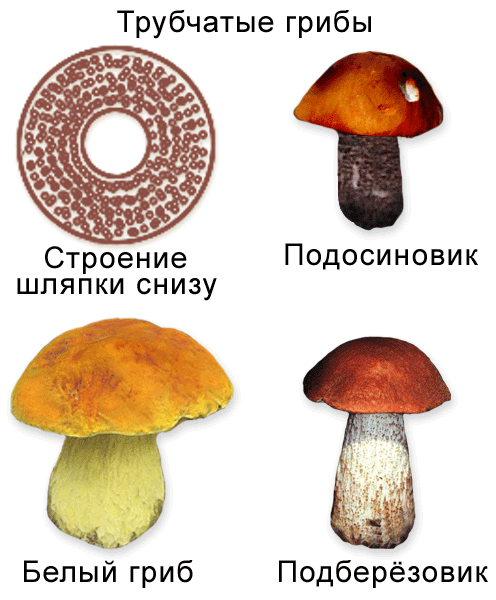 Трубчатые грибы
Строение
шляпки снизу
Подосиновик
Белый гриб
Подберёзовик